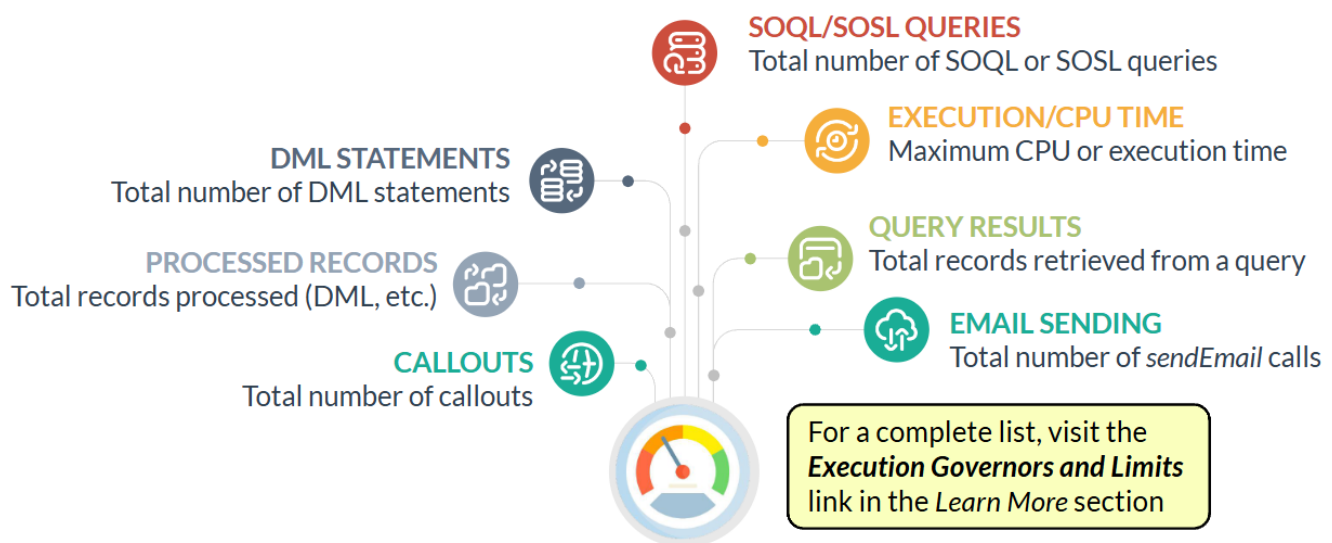 SOQL/SOSL QUERIES
Total number of SOQL or SOSL queries
EXECUTION/CPU TIME
Maximum CPU or execution time
DML STATEMENTS
Total number of DML statements
QUERY RESULTS
Total records retrieved from a query
PROCESSED RECORDS
Total records processed (DML, etc.)
EMAIL SENDING
Total number of sendEmail calls
CALLOUTS
Total number of callouts
For a complete list, visit the
Execution Governors and Limits
link in the Learn More section